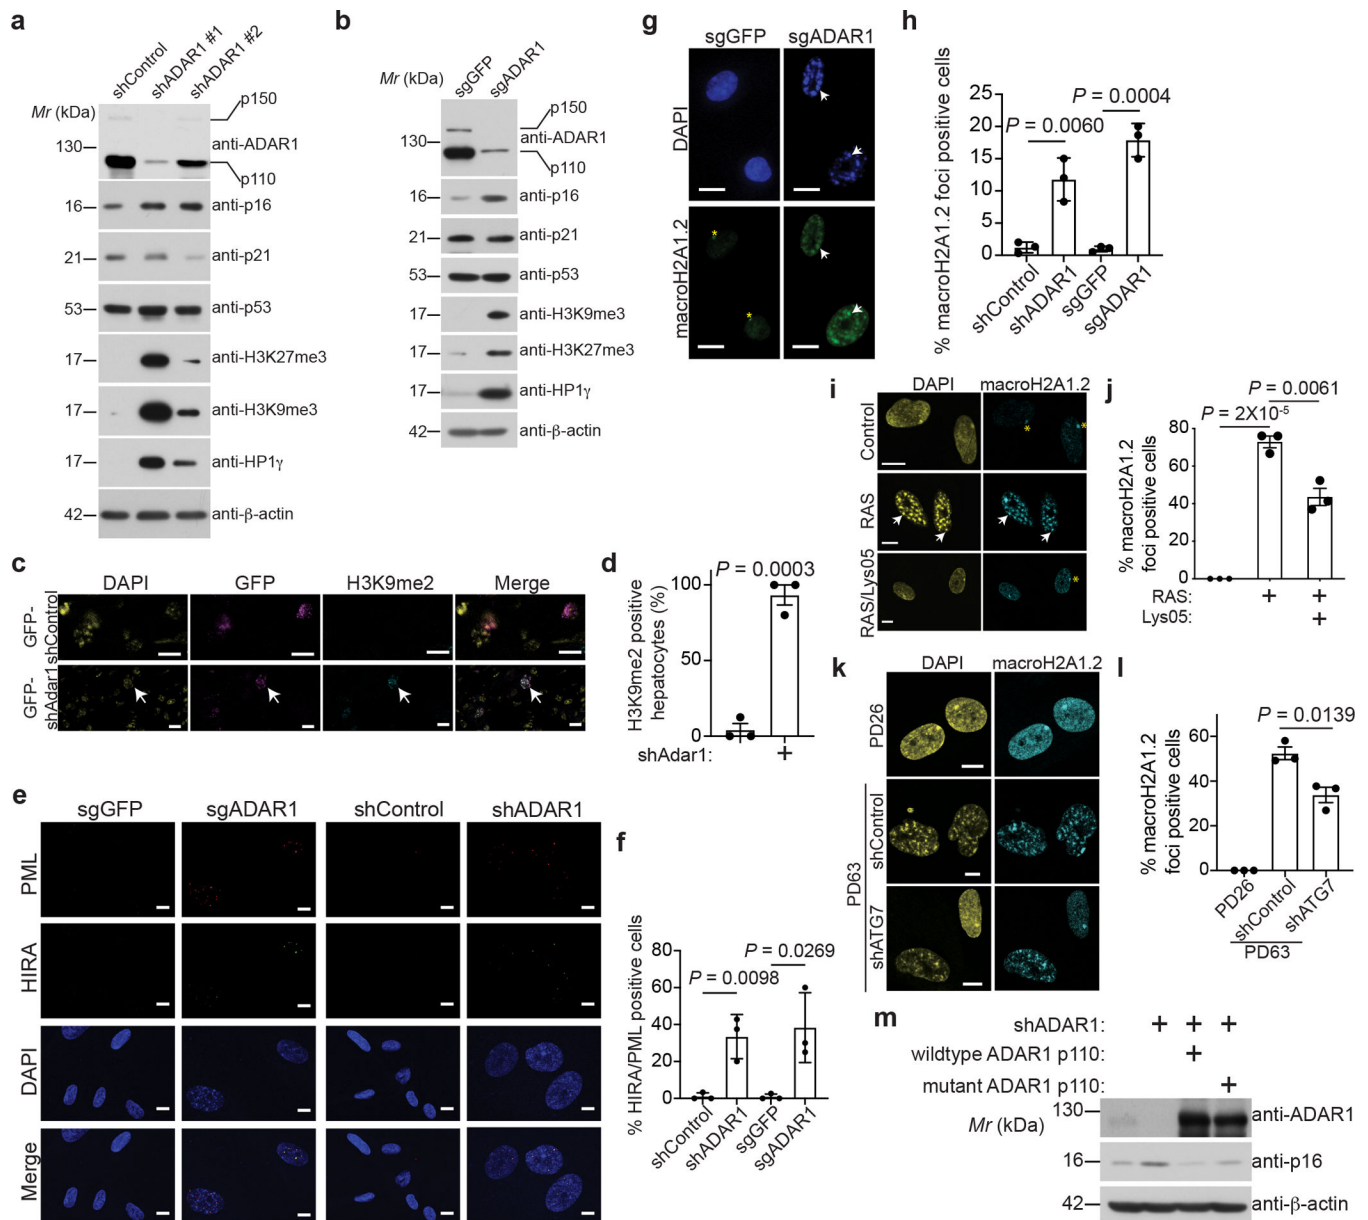 a
shControl
shADAR1 #1
shADAR1 #2
Mr (kDa)
p150
130
anti-ADAR1
p110
16
anti-p16
21
anti-p21
53
anti-p53
17
anti-H3K27me3
17
anti-H3K9me3
17
anti-HP1γ
42
anti-β-actin
b
sgGFP
sgADAR1
Mr (kDa)
p150
130
anti-ADAR1
p110
16
anti-p16
21
anti-p21
53
anti-p53
17
anti-H3K9me3
17
anti-H3K27me3
17
anti-HP1γ
42
anti-β-actin
c
DAPI GFP H3K9me2 Merge
GFP-
shControl
GFP-
shAdar1
d
P = 0.0003
H3K9me2 positive
hepatocytes (%)
100
50
0
shAdar1: +
e
sgGFP sgADAR1 shControl shADAR1
PML
HIRA
DAPI
Merge
f
% HIRA/PML positive cells
80
60
40
20
0
P = 0.0098
P = 0.0269
shControl
shADAR1
sgGFP
sgADAR1
g
sgGFP sgADAR1
DAPI
macroH2A1.2
*
*
h
% macroH2A1.2 foci positive cells
25
20
15
10
5
0
P = 0.0060
P = 0.0004
shControl
shADAR1
sgGFP
sgADAR1
i
DAPI macroH2A1.2
Control
* *
RAS
RAS/Lys05
*
j
P = 0.0061
P = 2X10-5
% macroH2A1.2
foci positive cells
80
60
40
20
0
RAS: + +
Lys05: +
k
DAPI macroH2A1.2
PD26
PD63
shControl
shATG7
l
P = 0.0139
% macroH2A1.2
foci positive cells
60
40
20
0
PD26
shControl
shATG7
PD63
m
shADAR1: + + +
wildtype ADAR1 p110: +
mutant ADAR1 p110: +
Mr (kDa)
130
anti-ADAR1
16
anti-p16
42
anti-β-actin